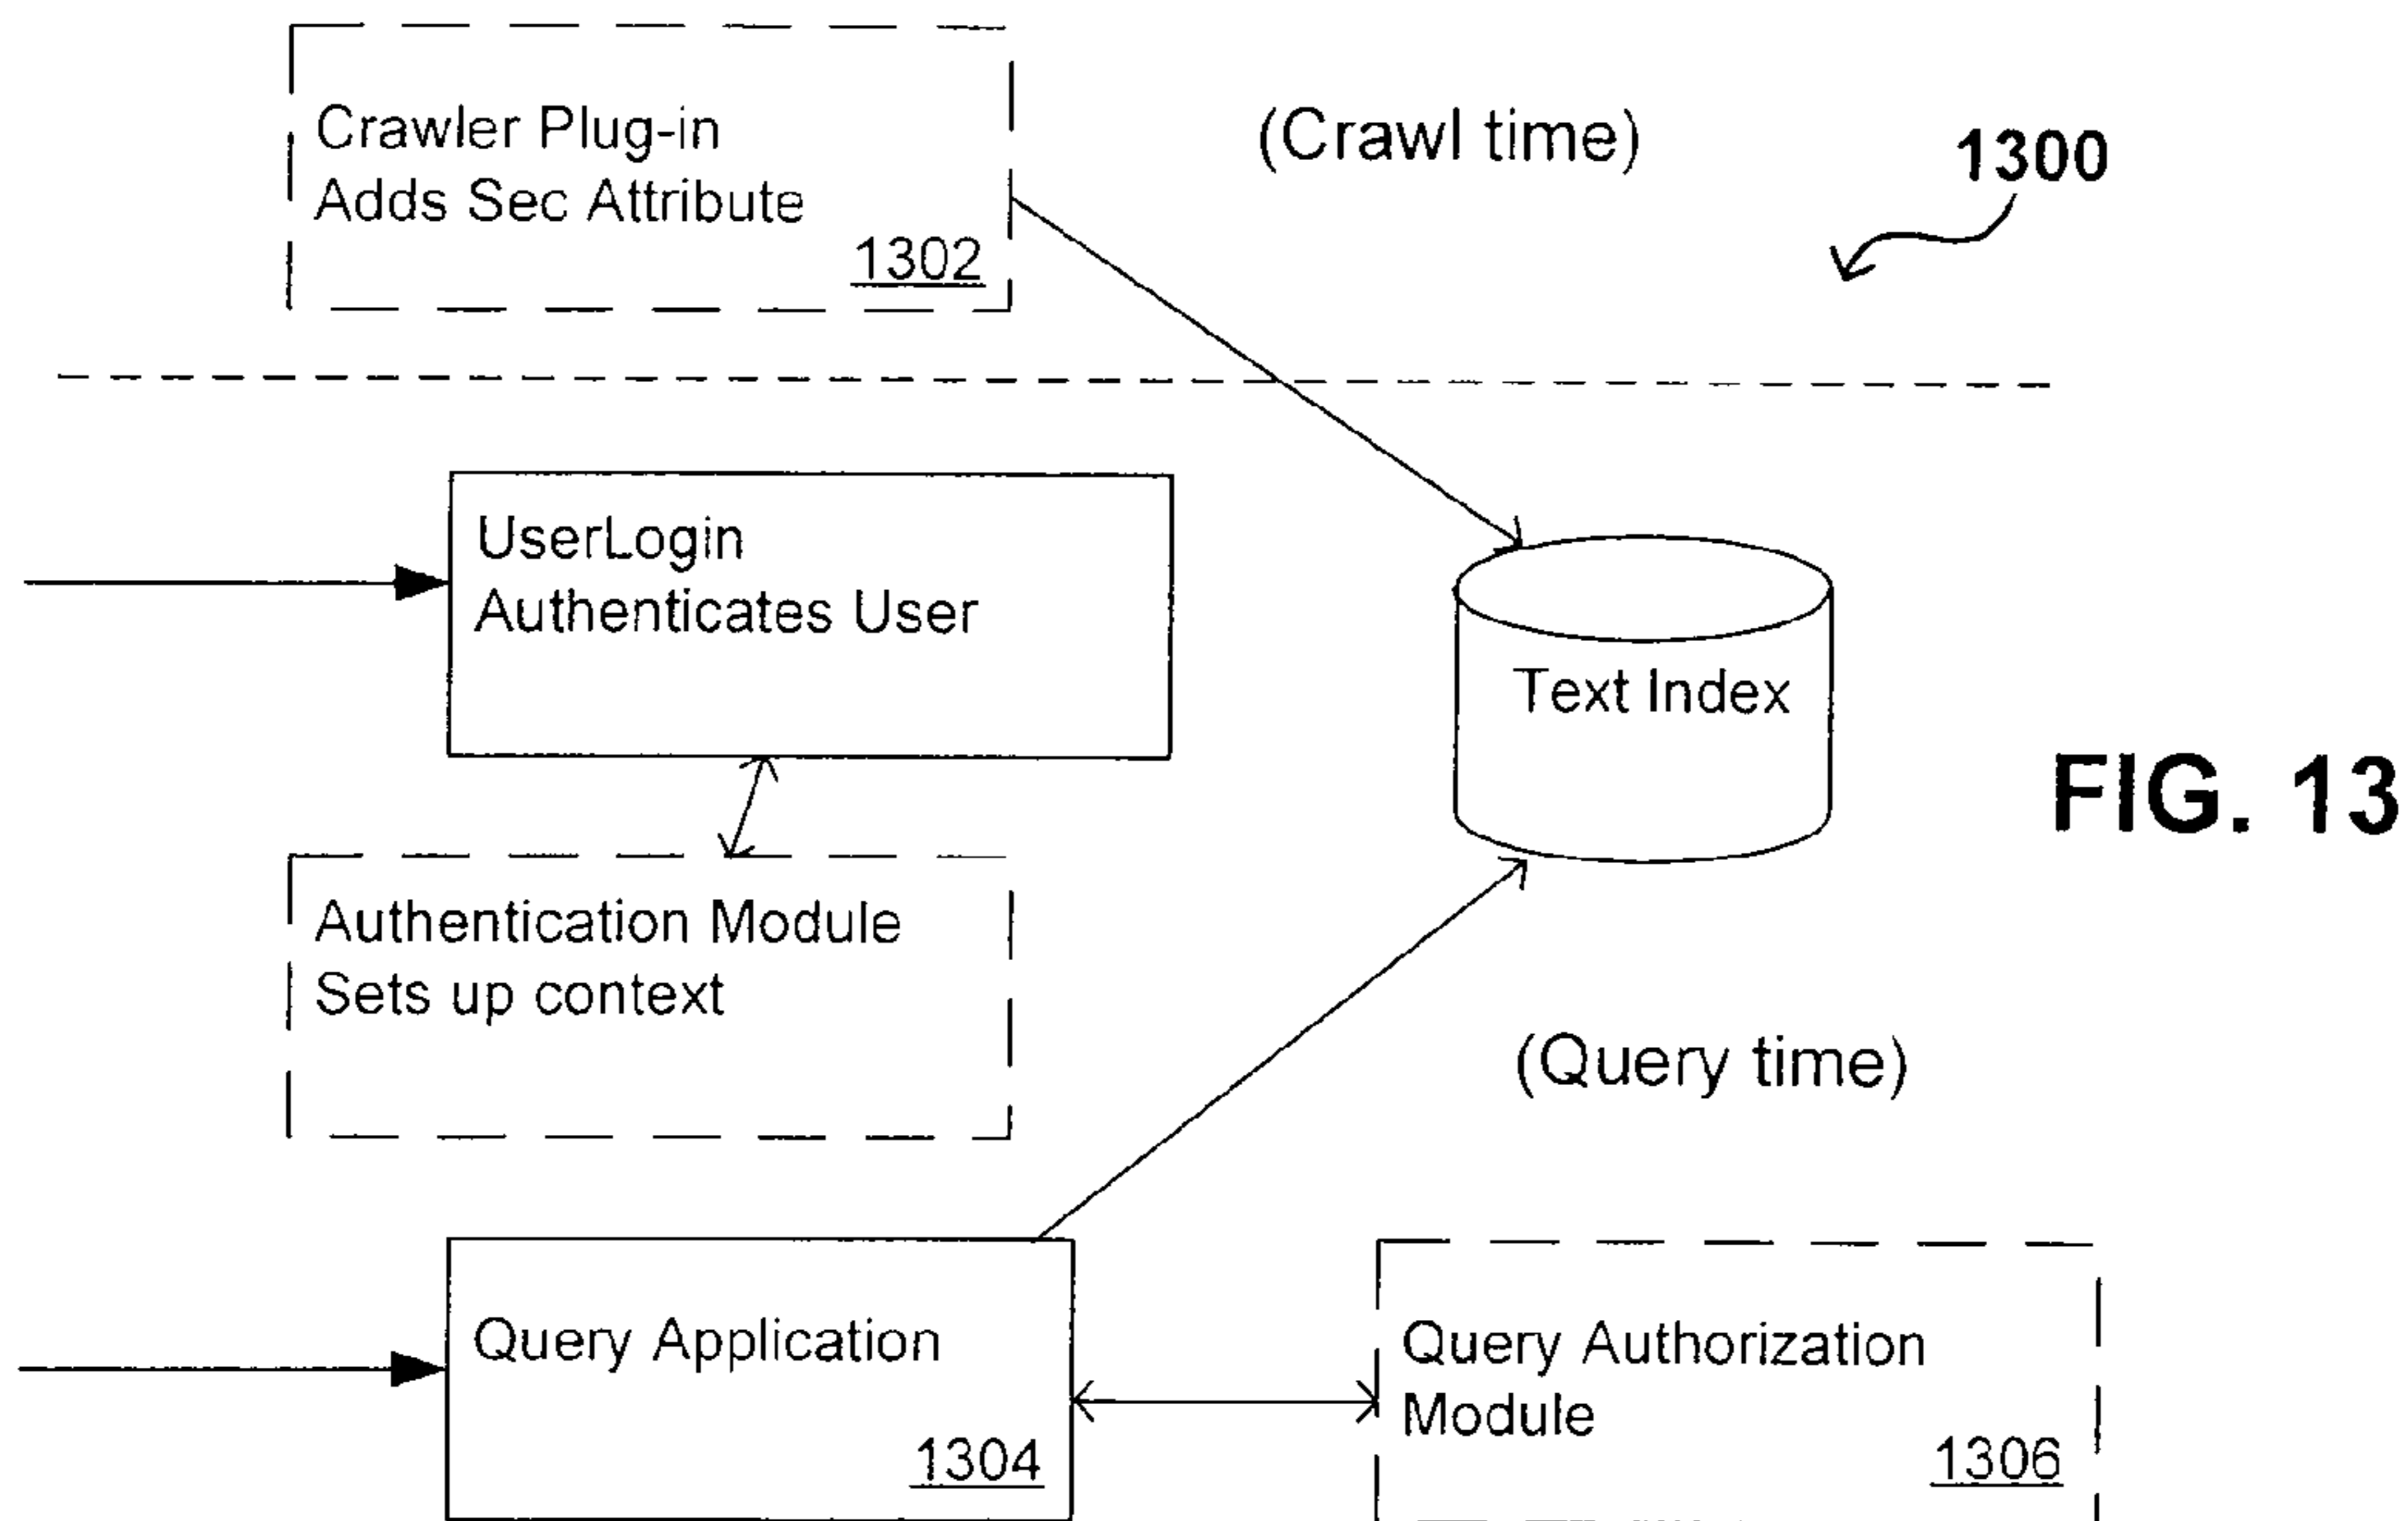 Crawler Plug-in
Adds Sec Attribute
1302
(Crawl time)
1300
UserLogin
Authenticates User
Text Index
FIG. 13
Authentication Module
Sets up context
(Query time)
Query Application
1304
Query Authorization
Module
1306